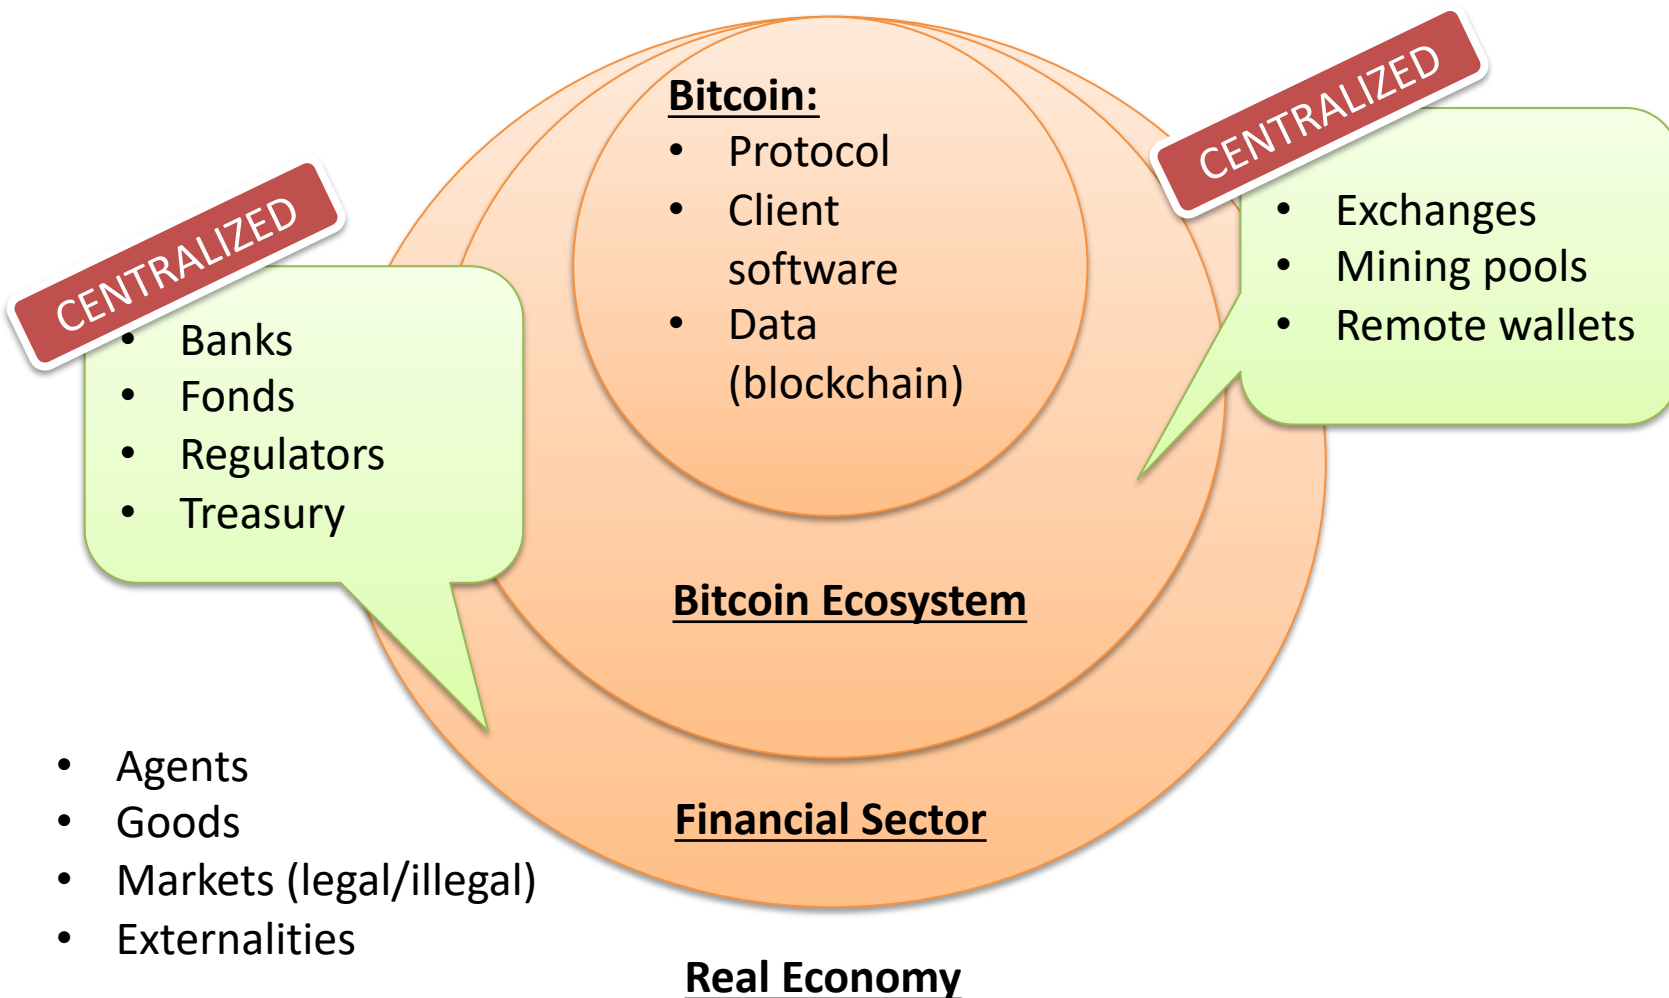 Bitcoin:
• Protocol
• Client
software
• Data
(blockchain)
CENTRALIZED
• Exchanges
• Mining pools
• Remote wallets
CENTRALIZED
• Banks
• Fonds
• Regulators
• Treasury
Bitcoin Ecosystem
Financial Sector
• Agents
• Goods
• Markets (legal/illegal)
• Externalities
Real Economy